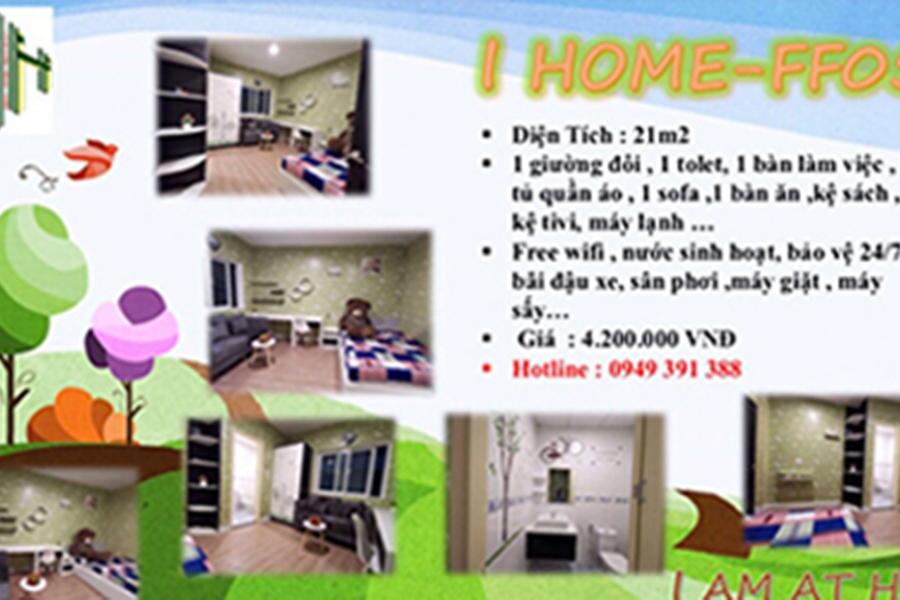 I HOME-FFOS
Diện Tích : 21m2
1 giường đôi , 1 tolet, 1 bàn làm việc ,
tủ quần áo , 1 sofa ,1 bàn ăn ,kệ sách ,
kệ tivi, máy lạnh ...
Free wifi , nước sinh hoạt, bảo vệ 24/7
bãi đậu xe, sân phơi ,máy giặt , máy
sấy...
Giá : 4.200.000 VNĐ
Hotline : 0949 391 388
I AM AT H